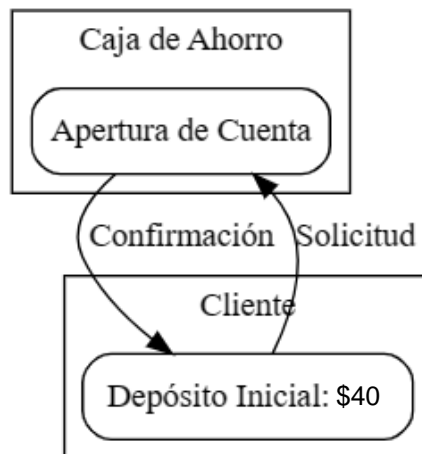 Caja de Ahorro
Apertura de Cuenta
Confirmación
Solicitud
Cliente
Depósito Inicial: $40